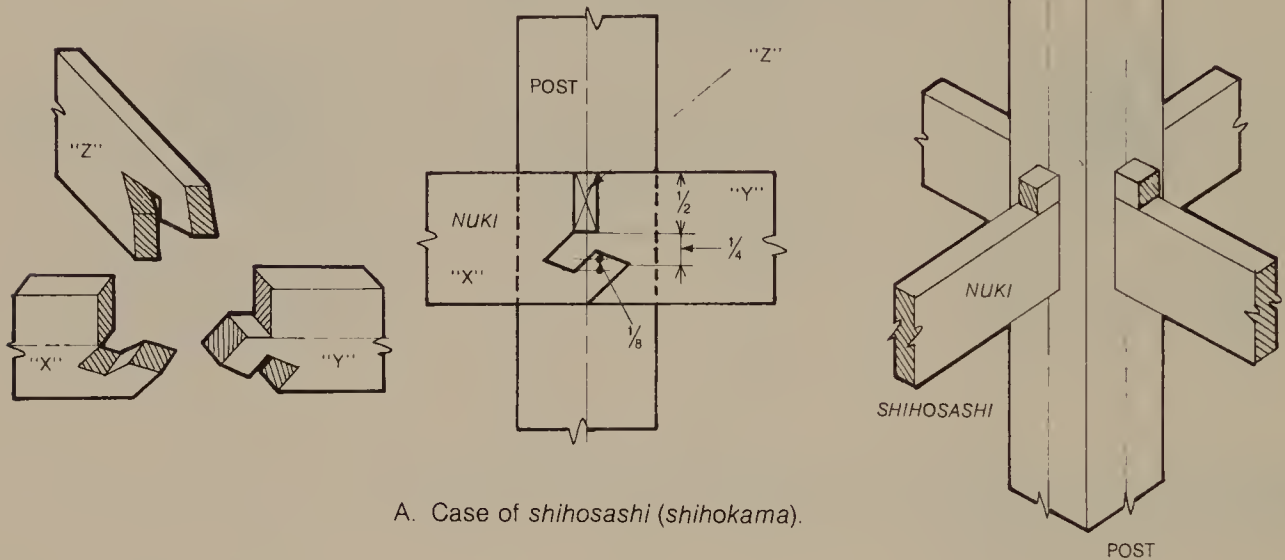 "Z"
"X"
"Y"
POST
"Z"
NUKI
"X"
"Y"
1/2
1/4
1/8
NUKI
SHIHOSASHI
POST
A. Case of shihosashi (shihokama).